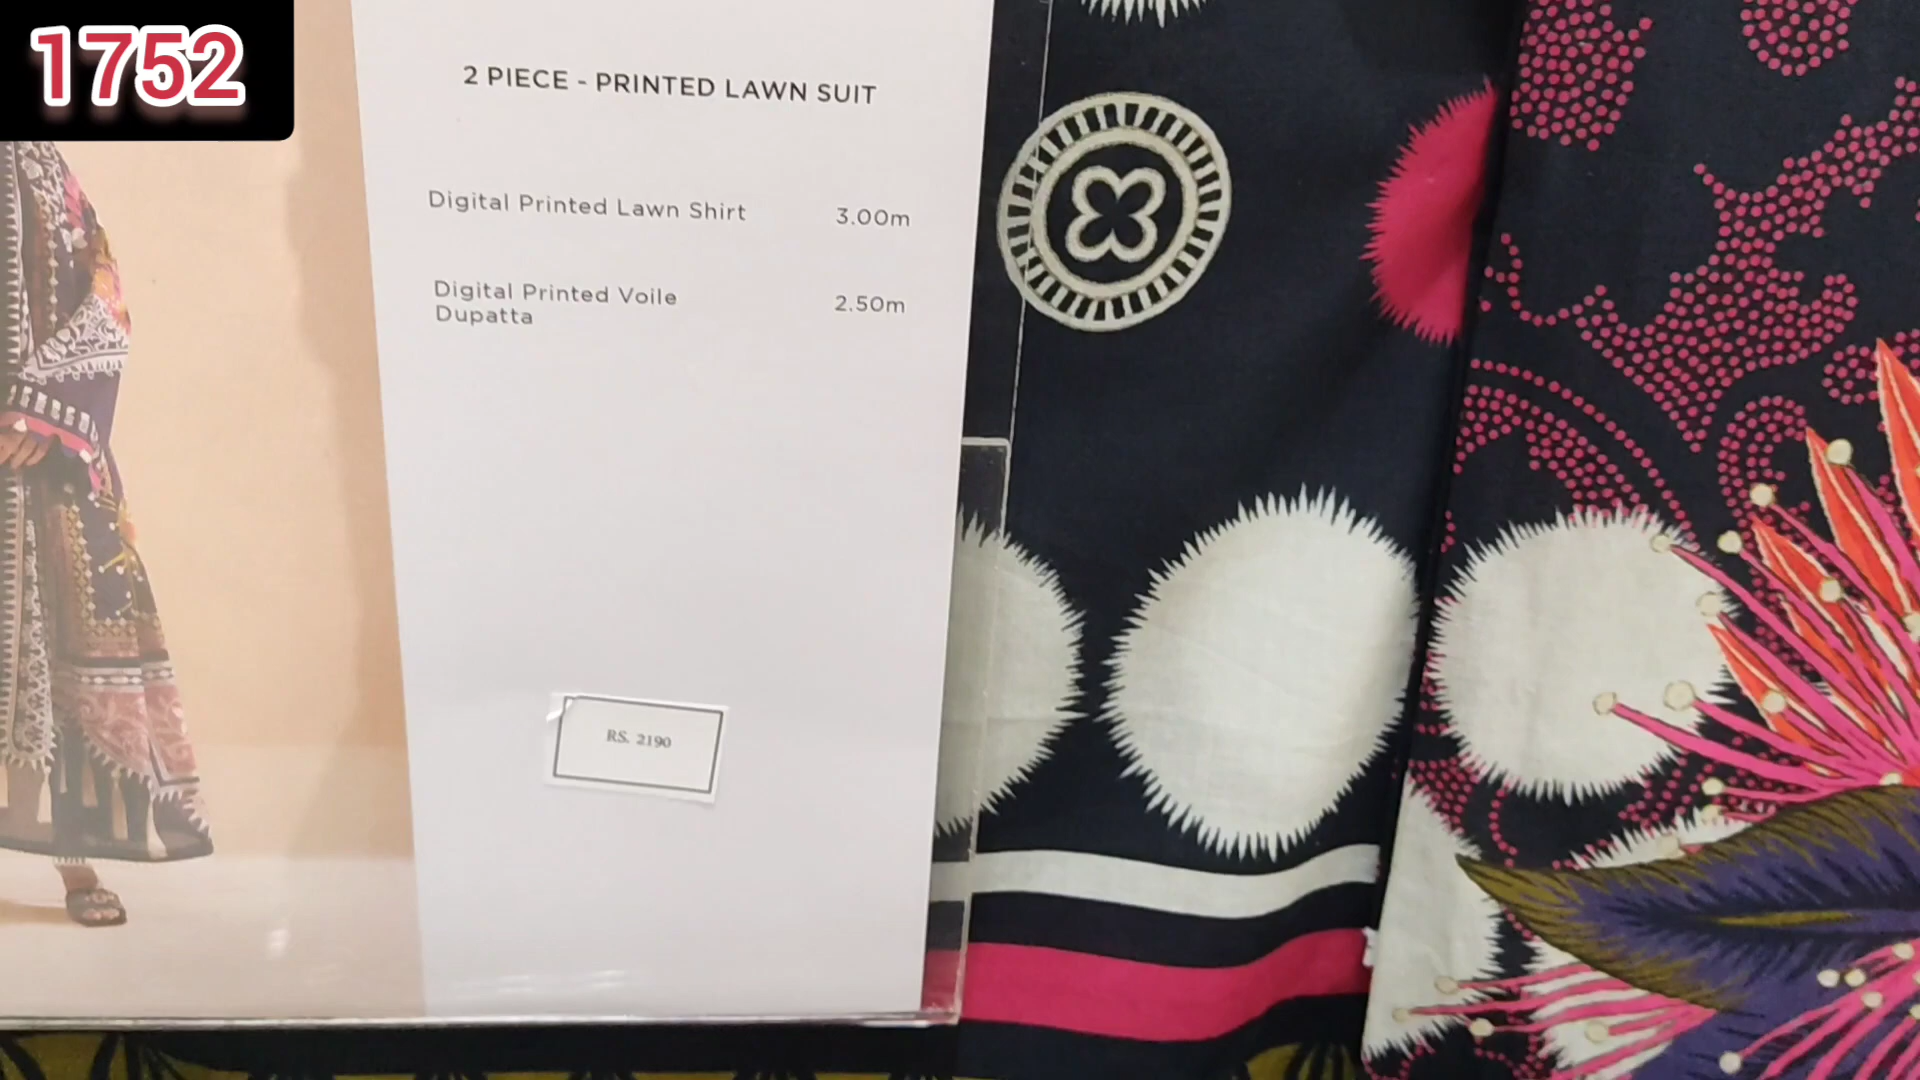 1752
2 PIECE - PRINTED LAWN SUIT
Digital Printed Lawn Shirt 3.00m
Digital Printed Voile 2.50m
Dupatta
RS. 2190